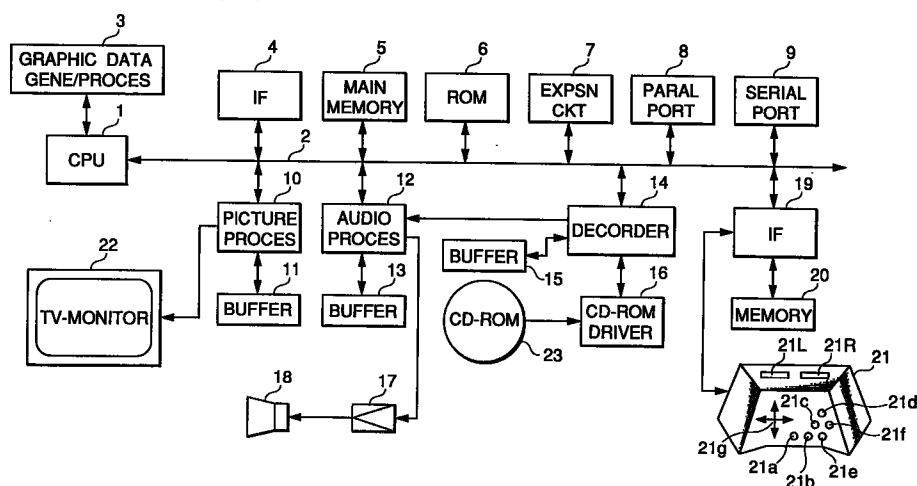 3
GRAPHIC DATA
GENE/PROCES
1
CPU
4
IF
5
MAIN
MEMORY
6
ROM
7
EXPSN
CKT
8
PARAL
PORT
9
SERIAL
PORT
2
10
PICTURE
PROCES
12
AUDIO
PROCES
14
DECORDER
19
IF
22
TV-MONITOR
11
BUFFER
13
BUFFER
BUFFER
15
16
CD-ROM
DRIVER
CD-ROM
23
20
MEMORY
18
17
21L
21R
21
21c
21d
21f
21g
21a
21b
21e